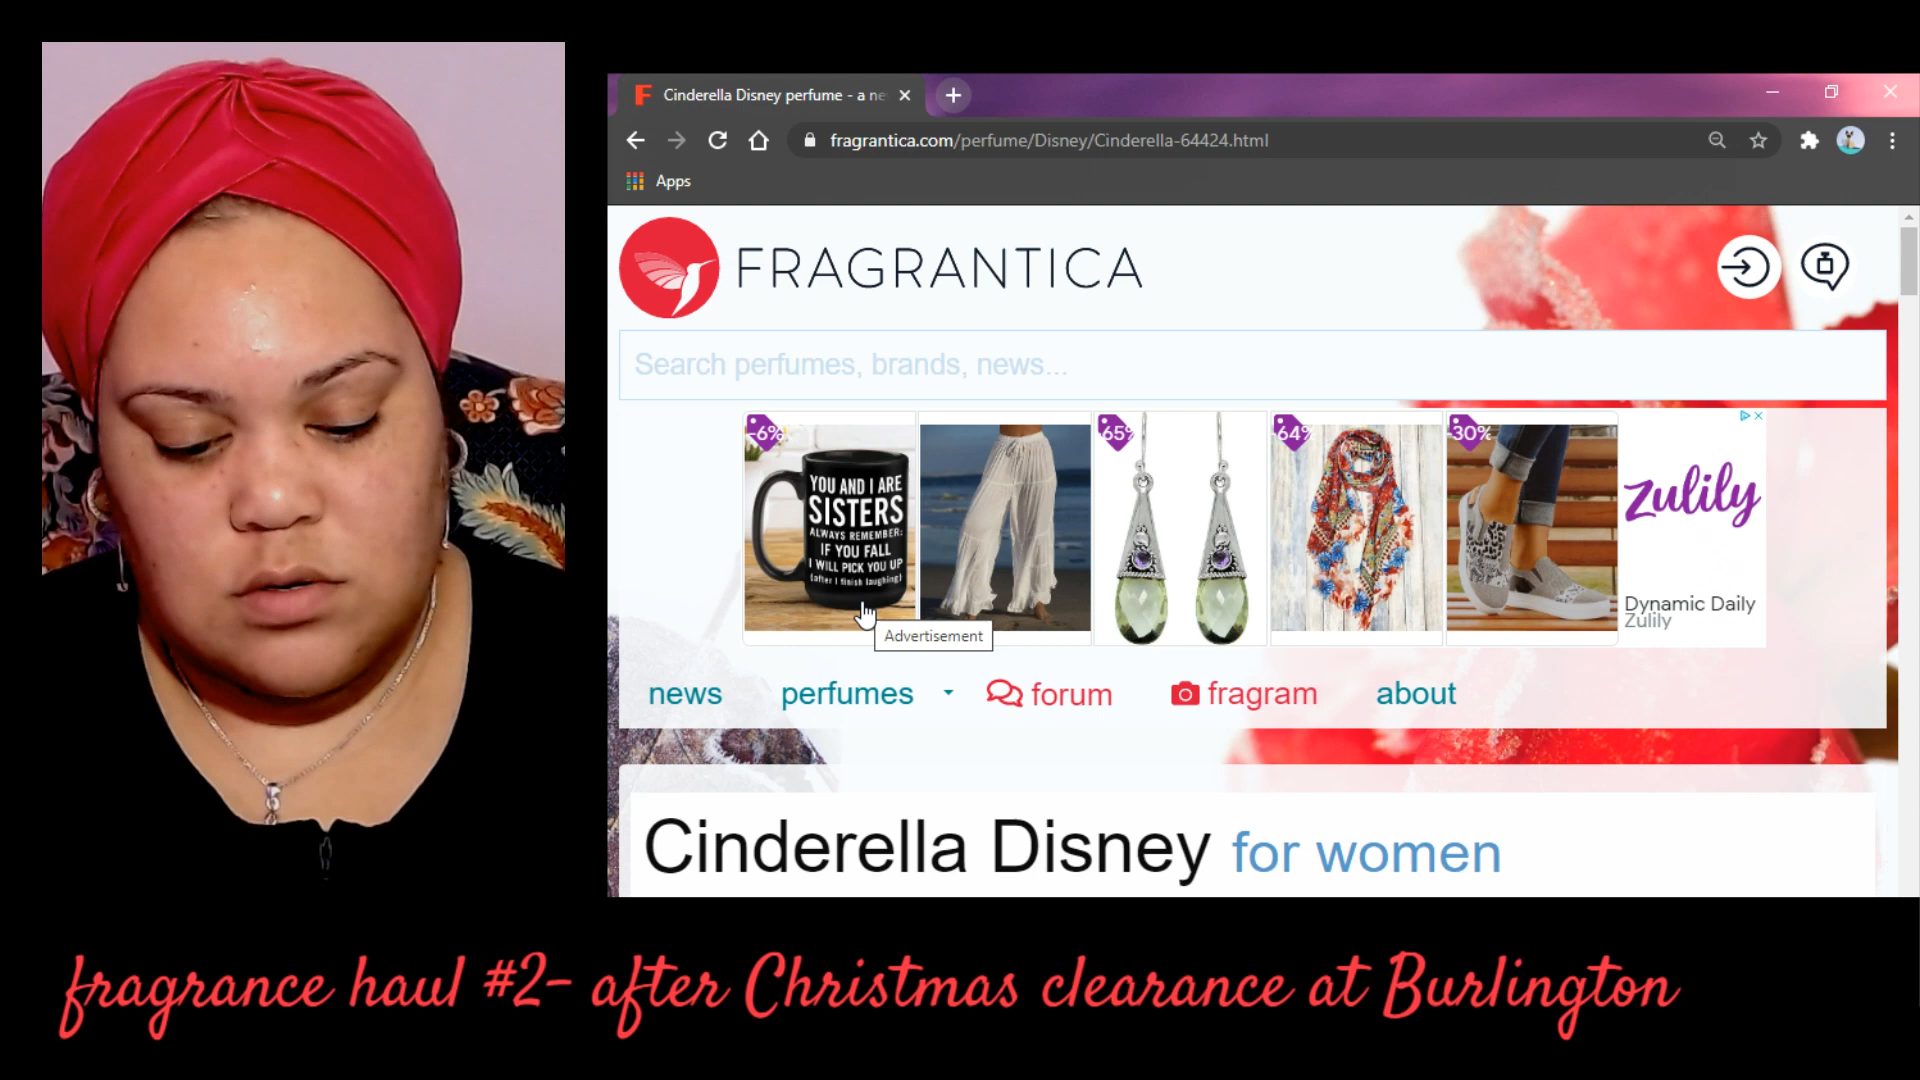 Cinderella Disney perfume - a ne
fragrantica.com/perfume/Disney/Cinderella-64424.html
Apps
FRAGRANTICA
Search perfumes, brands, news...
-6%
65%
64%
-30%
YOU AND I ARE
SISTERS
ALWAYS REMEMBER:
IF YOU FALL
I WILL PICK YOU UP
(after I finish laughing)
zulily
Dynamic Daily
Zulily
Advertisement
news perfumes forum fragram about
Cinderella Disney for women
fragrance haul #2- after Christmas clearance at Burlington